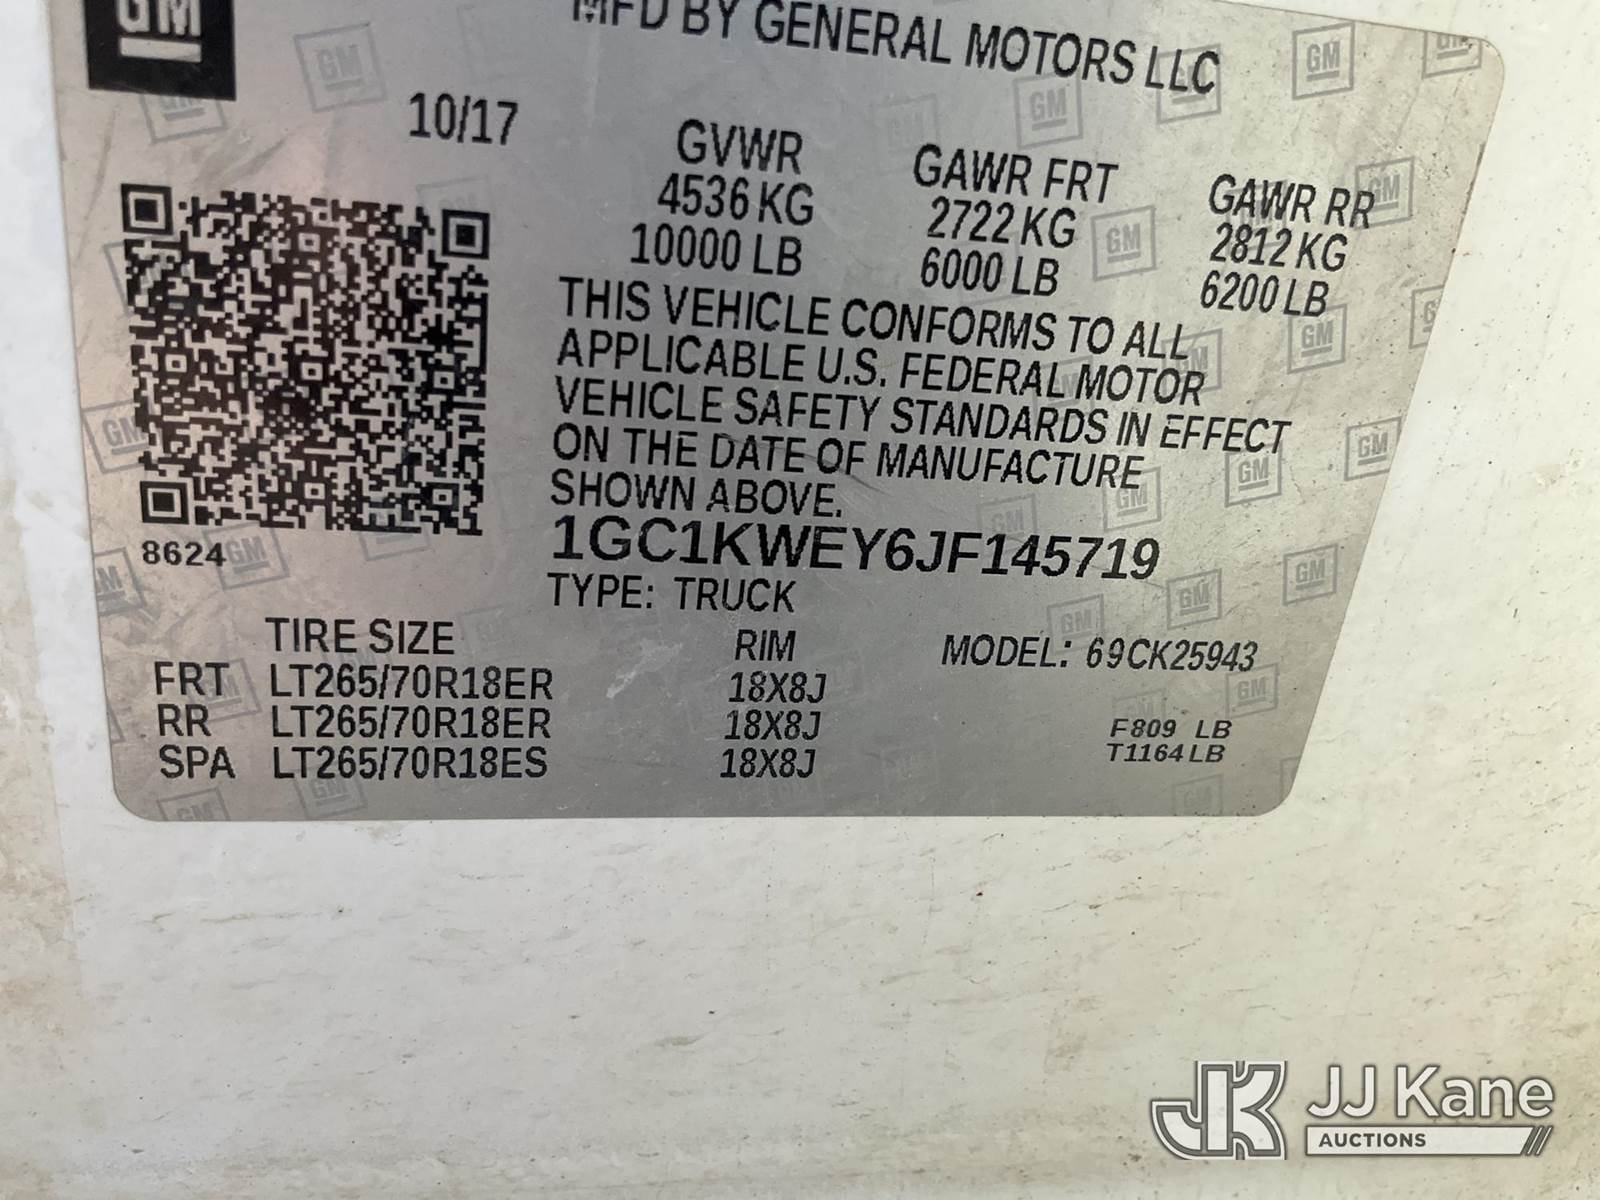 GM
MFD BY GENERAL MOTORS LLC
10/17
GVWR GAWR FRT GAWR RR
4536 KG 2722 KG 2812 KG
10000 LB 6000 LB 6200 LB
THIS VEHICLE CONFORMS TO ALL
APPLICABLE U.S. FEDERAL MOTOR
VEHICLE SAFETY STANDARDS IN EFFECT
ON THE DATE OF MANUFACTURE
SHOWN ABOVE.
8624
1GC1KWEY6JF145719
TYPE: TRUCK
TIRE SIZE RIM MODEL: 69CK25943
FRT LT265/70R18ER 18X8J
RR LT265/70R18ER 18X8J F809 LB
SPA LT265/70R18ES 18X8J T1164 LB
JK JJ Kane
AUCTIONS